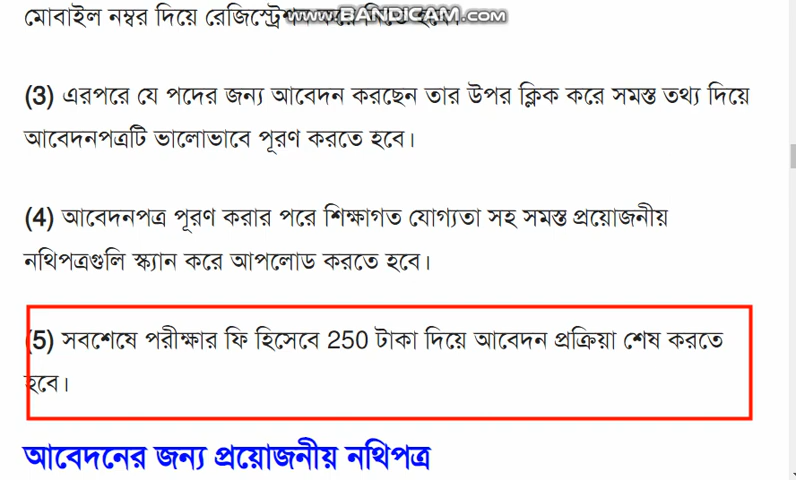 মোবাইল নম্বর দিয়ে রেজিস্ট্রেশন করে নিতে হবে।
www.BANDICAM.com
(3) এরপরে যে পদের জন্য আবেদন করছেন তার উপর ক্লিক করে সমস্ত তথ্য দিয়ে
আবেদনপত্রটি ভালোভাবে পূরণ করতে হবে।
(4) আবেদনপত্র পূরণ করার পরে শিক্ষাগত যোগ্যতা সহ সমস্ত প্রয়োজনীয়
নথিপত্রগুলি স্ক্যান করে আপলোড করতে হবে।
(5) সবশেষে পরীক্ষার ফি হিসেবে 250 টাকা দিয়ে আবেদন প্রক্রিয়া শেষ করতে
হবে।
আবেদনের জন্য প্রয়োজনীয় নথিপত্র